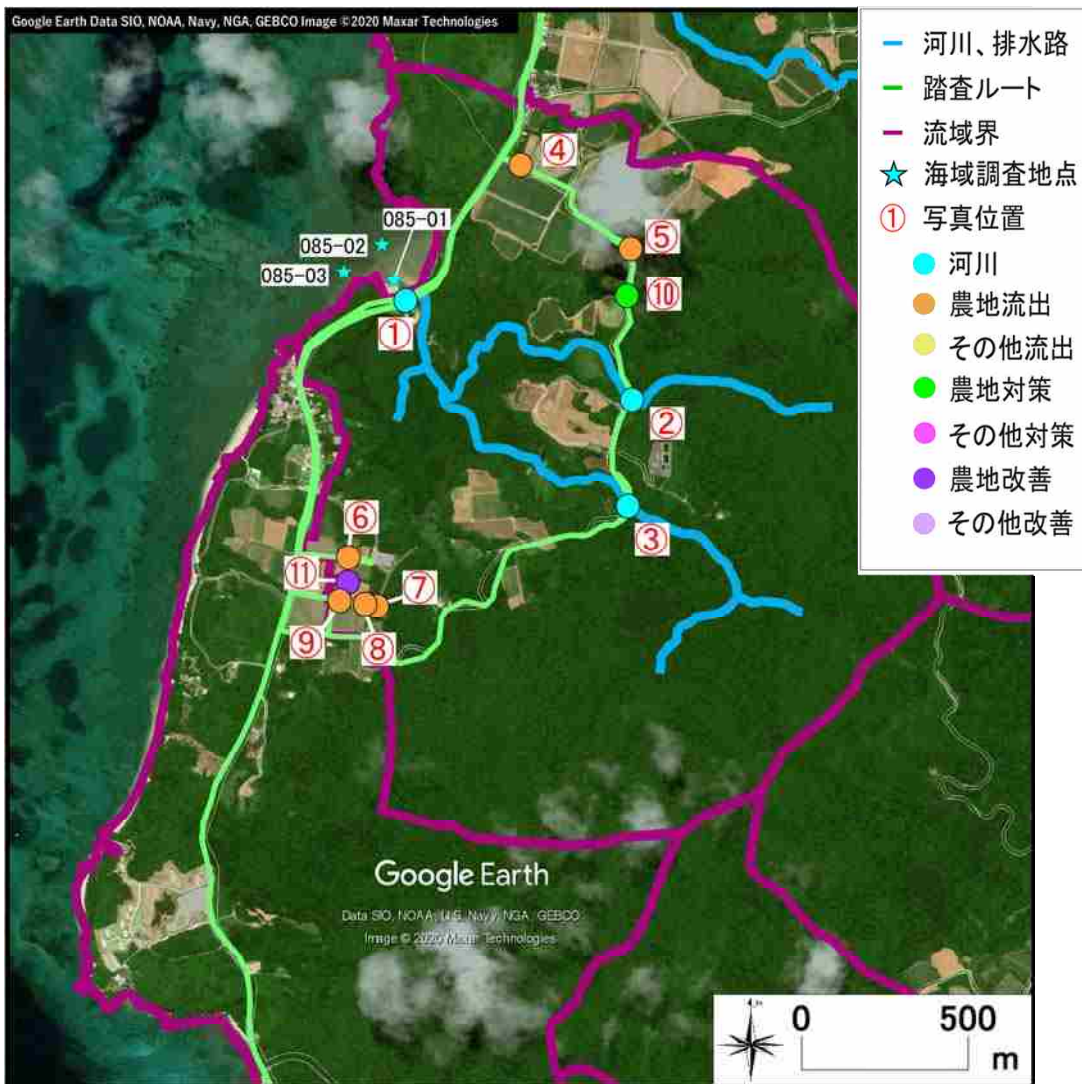 Google Earth Data SIO, NOAA, Navy, NGA, GEBCO Image ©2020 Maxar Technologies
河川、排水路
踏査ルート
流域界
海域調査地点
① 写真位置
河川
農地流出
その他流出
農地対策
その他対策
農地改善
その他改善
④
085-01
085-02
⑤
085-03
⑩
①
②
③
⑥
⑪
⑦
⑨
⑧
Google Earth
Data SIO, NOAA, U.S. Navy, NGA, GEBCO
Image © 2020 Maxar Technologies
0 500
m